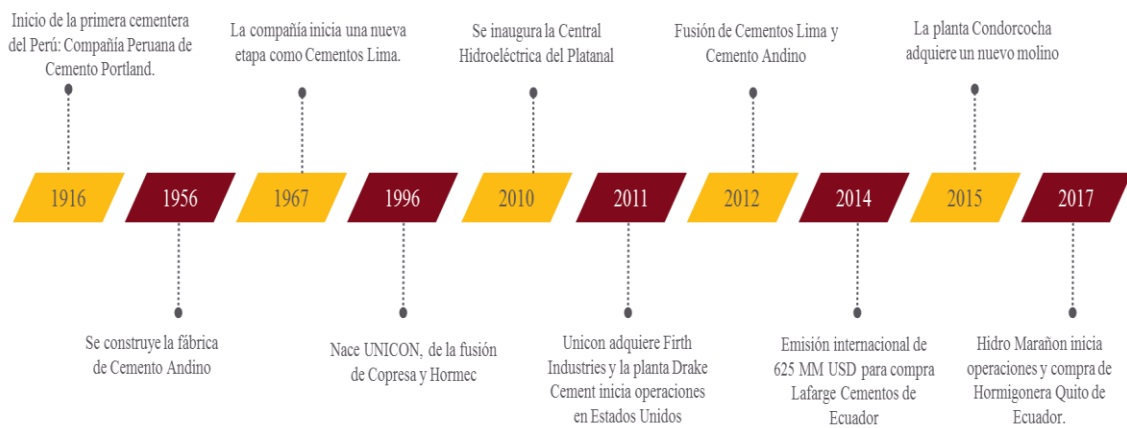 Inicio de la primera cementera
del Perú: Compañía Peruana de
Cemento Portland.
La compañía inicia una nueva
etapa como Cementos Lima.
Se inaugura la Central
Hidroeléctrica del Platanal
Fusión de Cementos Lima y
Cemento Andino
La planta Condorcocha
adquiere un nuevo molino
1916
1956
1967
1996
2010
2011
2012
2014
2015
2017
Se construye la fábrica
de Cemento Andino
Nace UNICON, de la fusión
de Copresa y Hormec
Unicon adquiere Firth
Industries y la planta Drake
Cement inicia operaciones
en Estados Unidos
Emisión internacional de
625 MM USD para compra
Lafarge Cementos de
Ecuador
Hidro Marañon inicia
operaciones y compra de
Hormigonera Quito de
Ecuador.